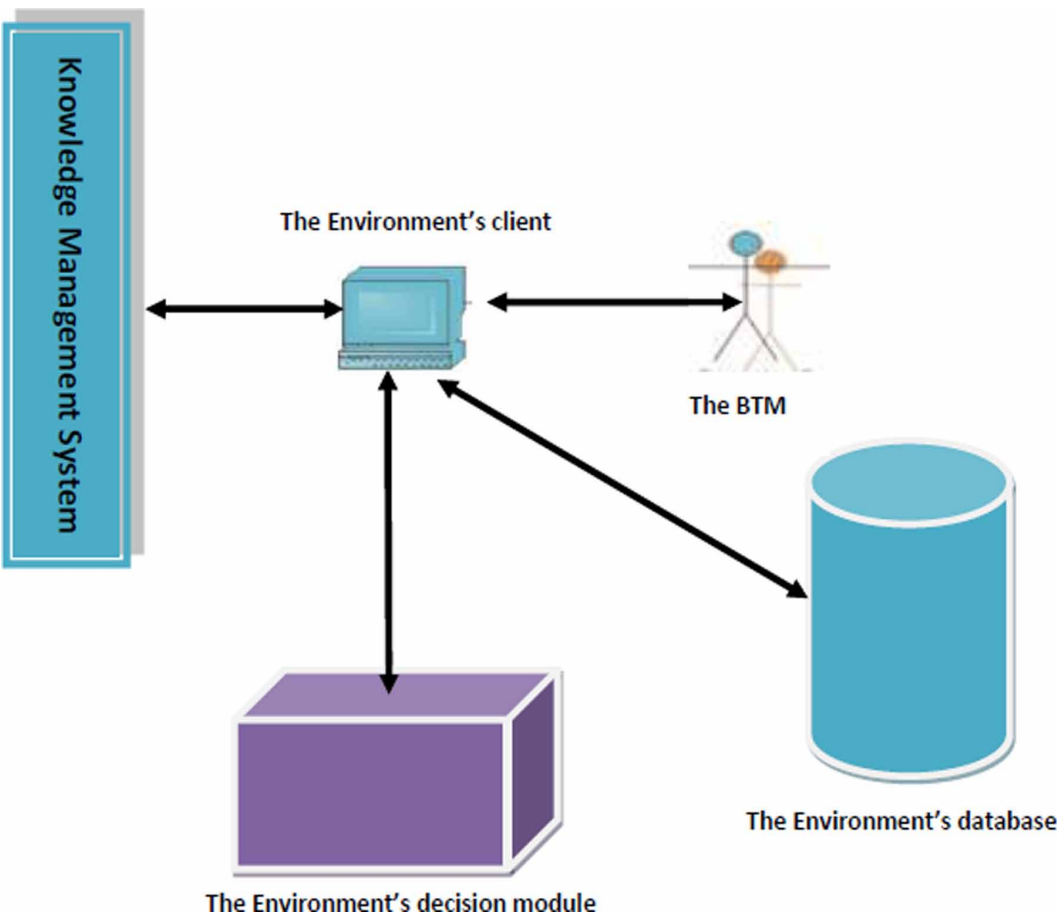 Knowledge Management System
The Environment’s client
The BTM
The Environment’s database
The Environment’s decision module